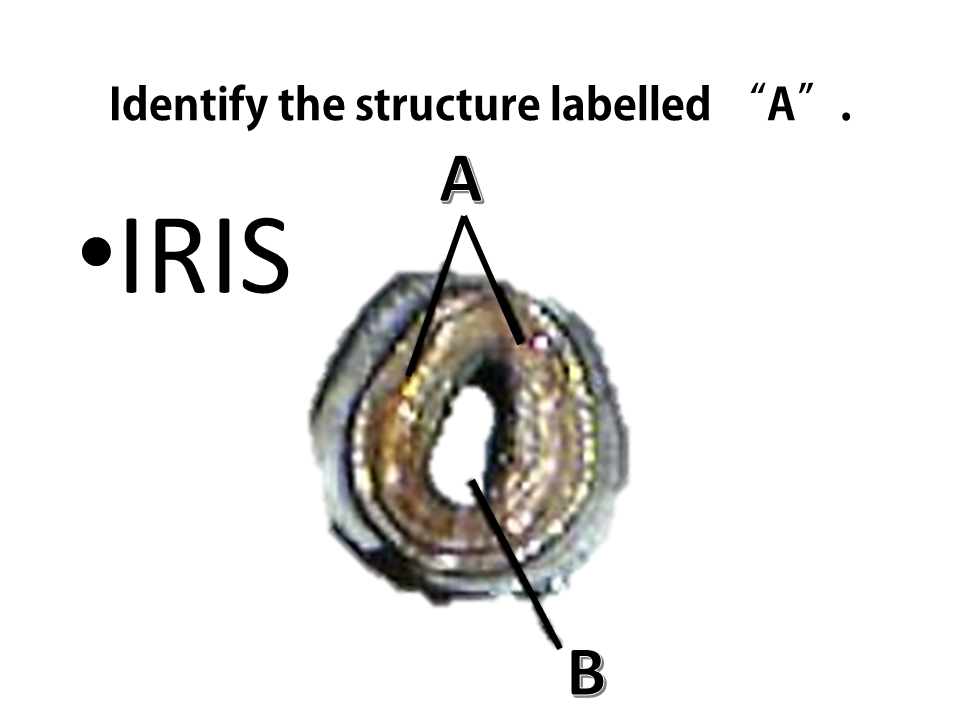 Identify the structure labelled “A”.
A
•IRIS
B